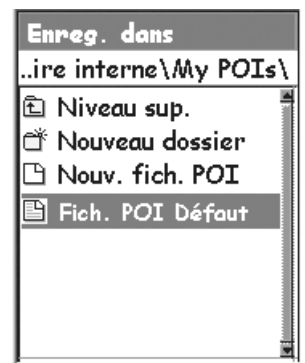 Enreg. dans
..ire interne\My POIs\
Niveau sup.
Nouveau dossier
Nouv. fich. POI
Fich. POI Défaut